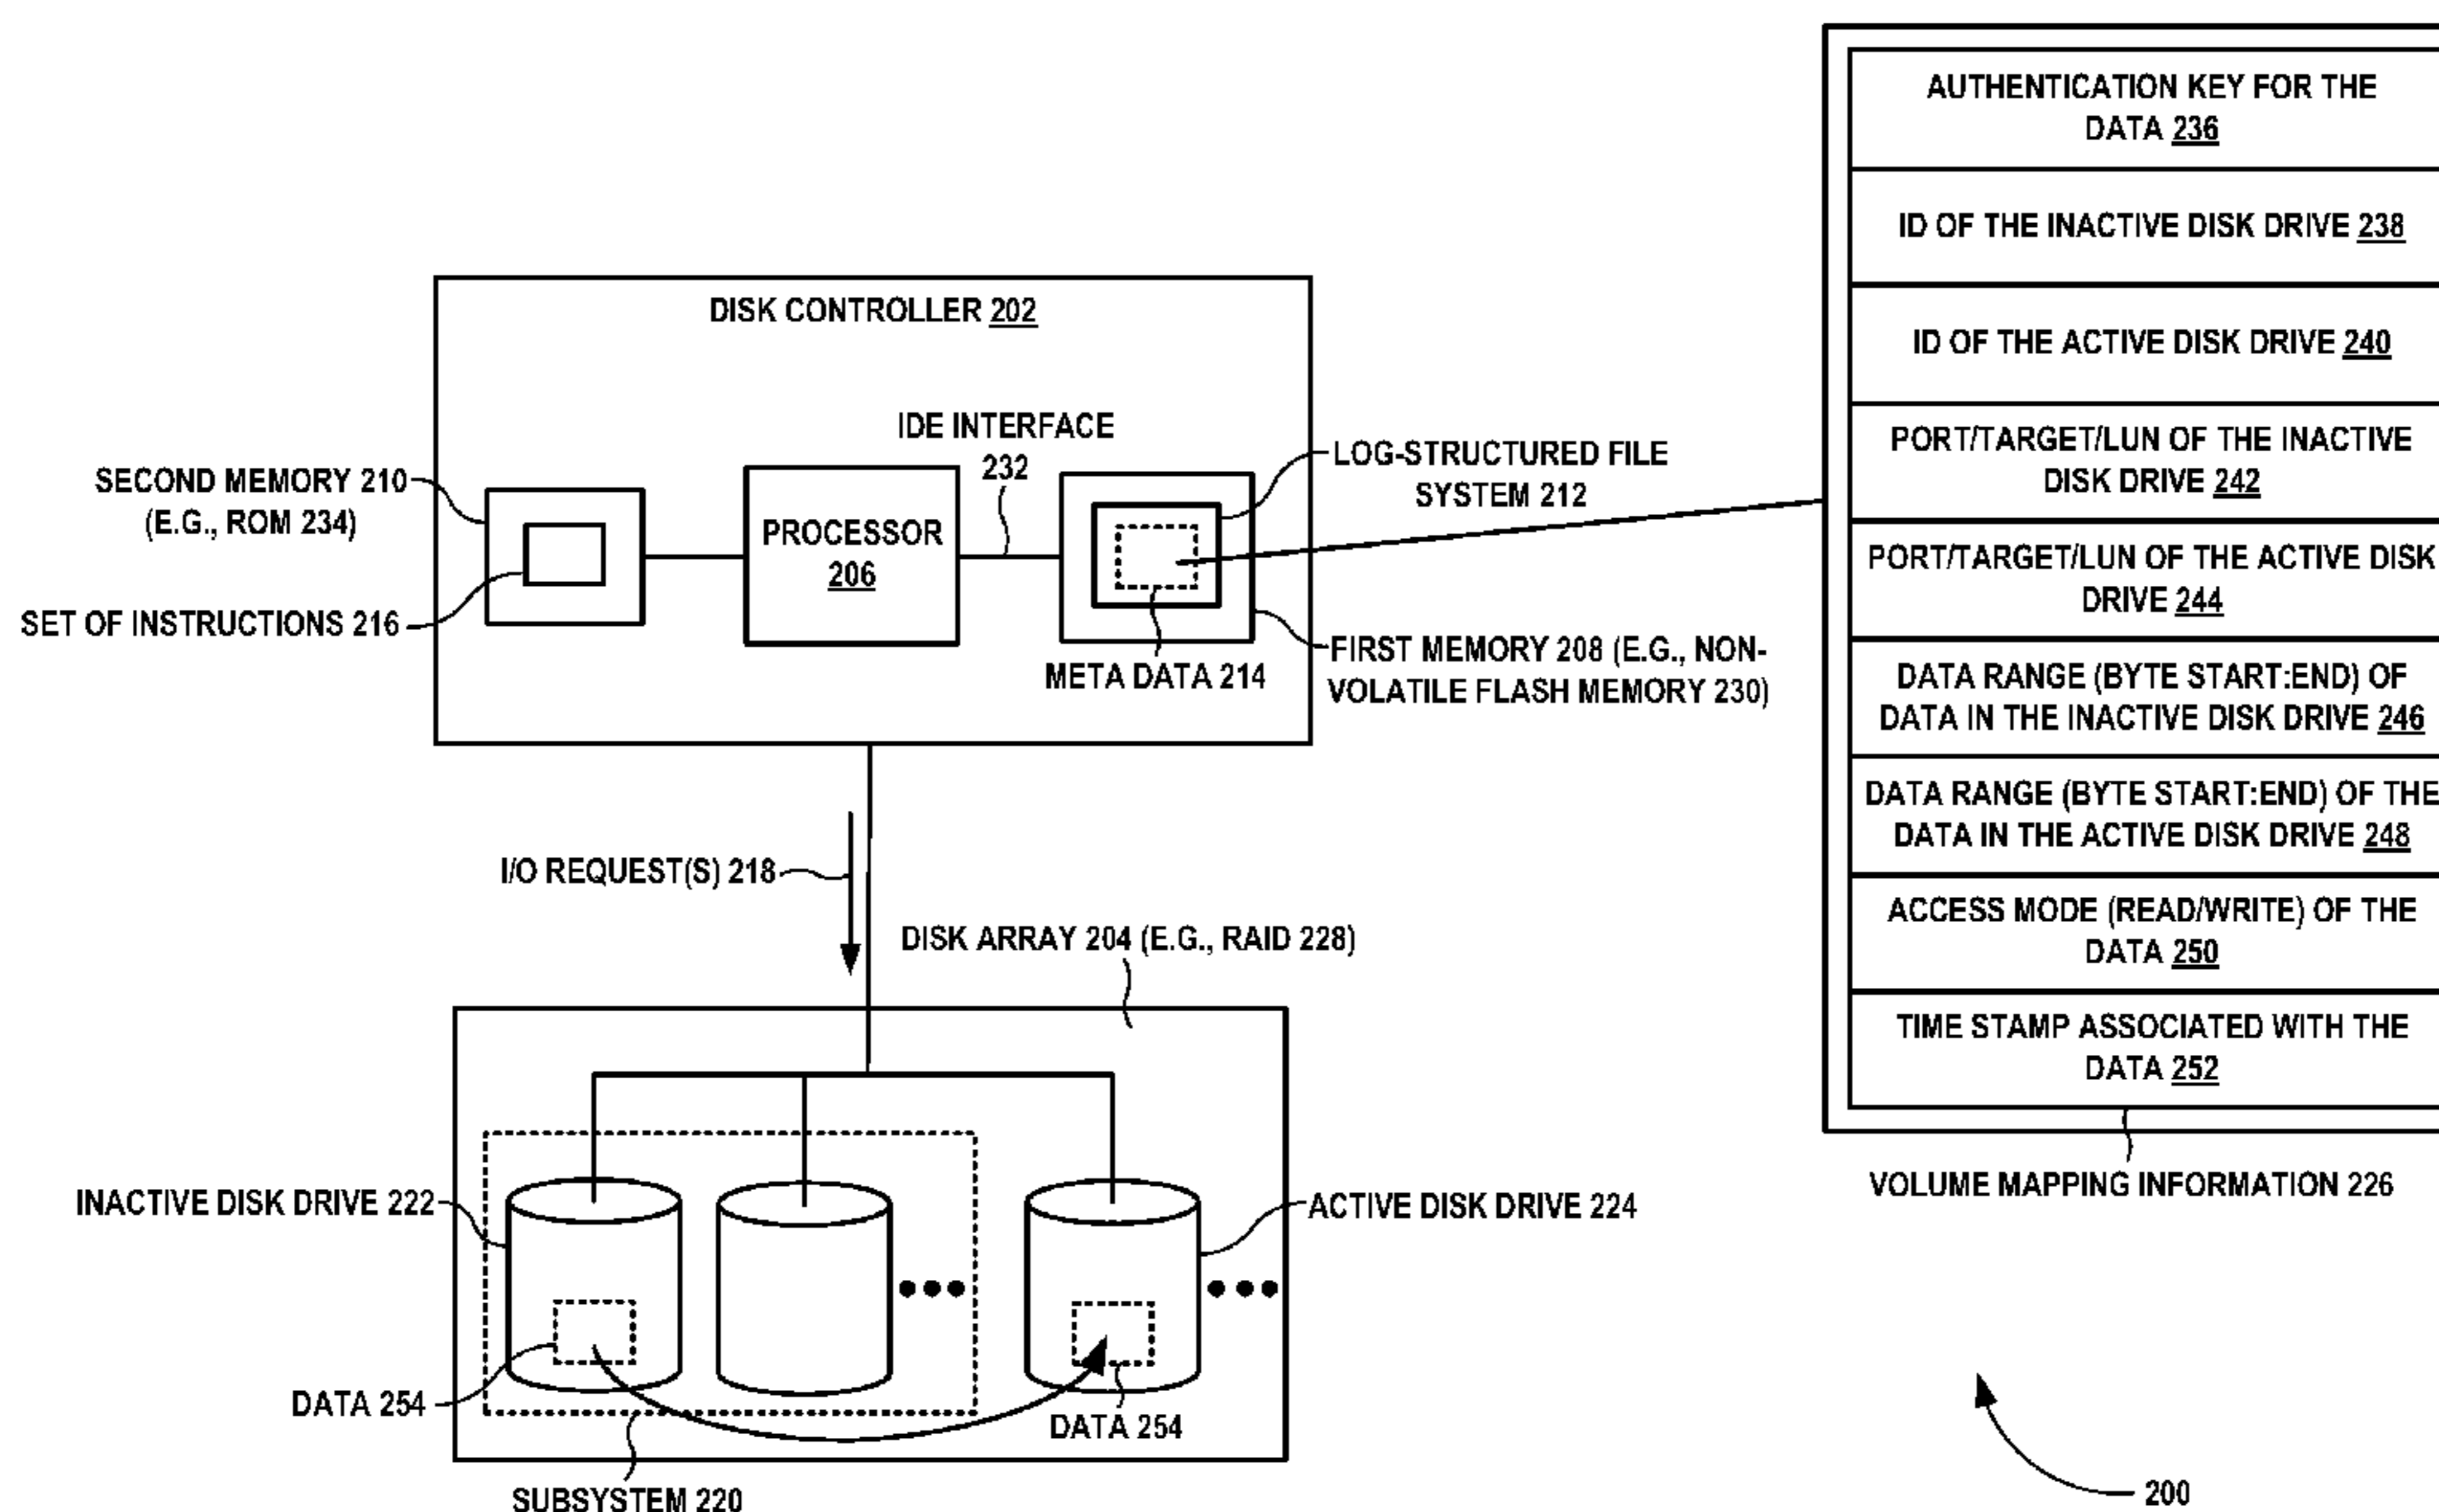 DISK CONTROLLER 202
IDE INTERFACE
232
SECOND MEMORY 210
(E.G., ROM 234)
PROCESSOR
206
LOG-STRUCTURED FILE
SYSTEM 212
SET OF INSTRUCTIONS 216
META DATA 214
FIRST MEMORY 208 (E.G., NON-
VOLATILE FLASH MEMORY 230)
I/O REQUEST(S) 218
DISK ARRAY 204 (E.G., RAID 228)
INACTIVE DISK DRIVE 222
ACTIVE DISK DRIVE 224
DATA 254
DATA 254
SUBSYSTEM 220
AUTHENTICATION KEY FOR THE
DATA 236
ID OF THE INACTIVE DISK DRIVE 238
ID OF THE ACTIVE DISK DRIVE 240
PORT/TARGET/LUN OF THE INACTIVE
DISK DRIVE 242
PORT/TARGET/LUN OF THE ACTIVE DISK
DRIVE 244
DATA RANGE (BYTE START:END) OF
DATA IN THE INACTIVE DISK DRIVE 246
DATA RANGE (BYTE START:END) OF THE
DATA IN THE ACTIVE DISK DRIVE 248
ACCESS MODE (READ/WRITE) OF THE
DATA 250
TIME STAMP ASSOCIATED WITH THE
DATA 252
VOLUME MAPPING INFORMATION 226
200